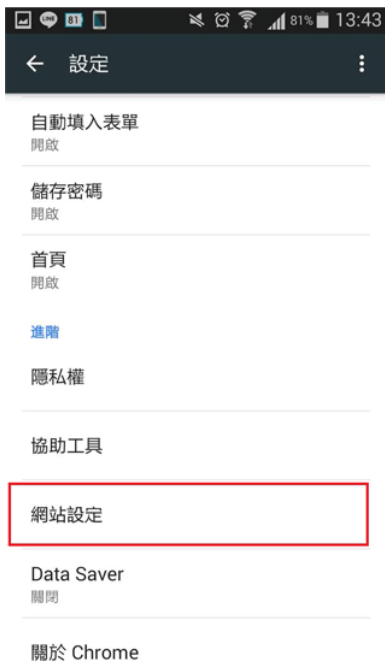 81 81% 13:43
設定
自動填入表單
開啟
儲存密碼
開啟
首頁
開啟
進階
隱私權
協助工具
網站設定
Data Saver
關閉
關於 Chrome